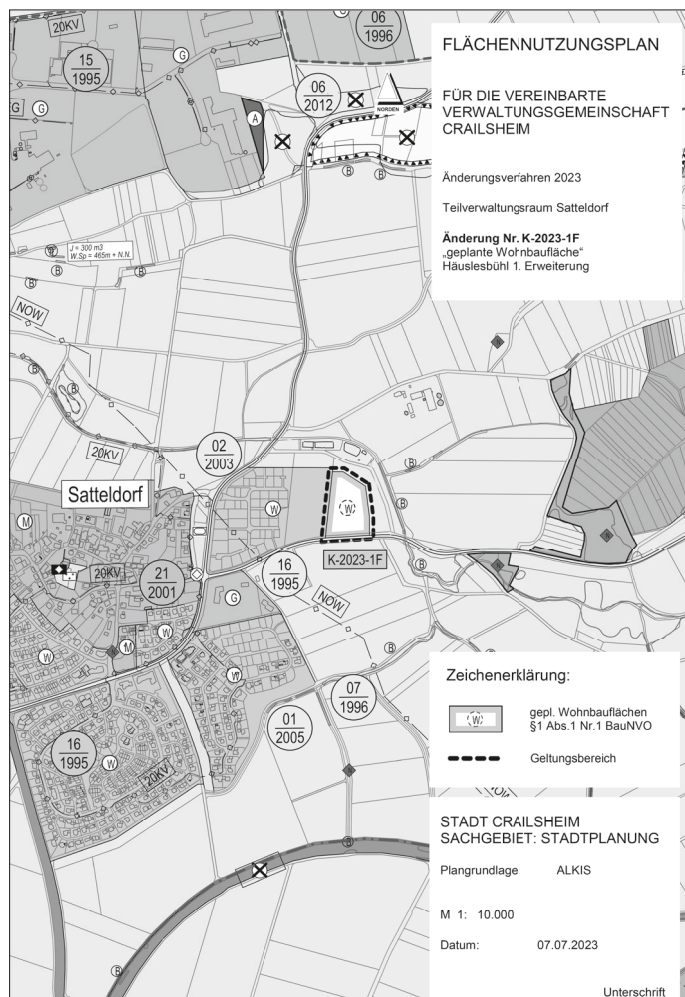 20KV
15
1995
G
G
G
06
1996
06
2012
A
NORDEN
B
B
FLÄCHENNUTZUNGSPLAN
FÜR DIE VEREINBARTE
VERWALTUNGSGEMEINSCHAFT
CRAILSHEIM
Änderungsverfahren 2023
Teilverwaltungsraum Satteldorf
Änderung Nr. K-2023-1F
„geplante Wohnbaufläche“
Häuslesbühl 1. Erweiterung
J = 300 m3
W.Sp = 465m + N.N.
B
B
B
NOW
N
B
B
B
20KV
02
2003
B
Satteldorf
W
W
B
M
K-2023-1F
N
20KV
21
2001
16
1995
B
N
G
NOW
M
W
W
W
B
07
1996
01
2005
16
1995
W
20KV
N
B
B
Zeichenerklärung:
W
gepl. Wohnbauflächen
§1 Abs.1 Nr.1 BauNVO
Geltungsbereich
STADT CRAILSHEIM
SACHGEBIET: STADTPLANUNG
Plangrundlage ALKIS
M 1: 10.000
Datum: 07.07.2023
Unterschrift